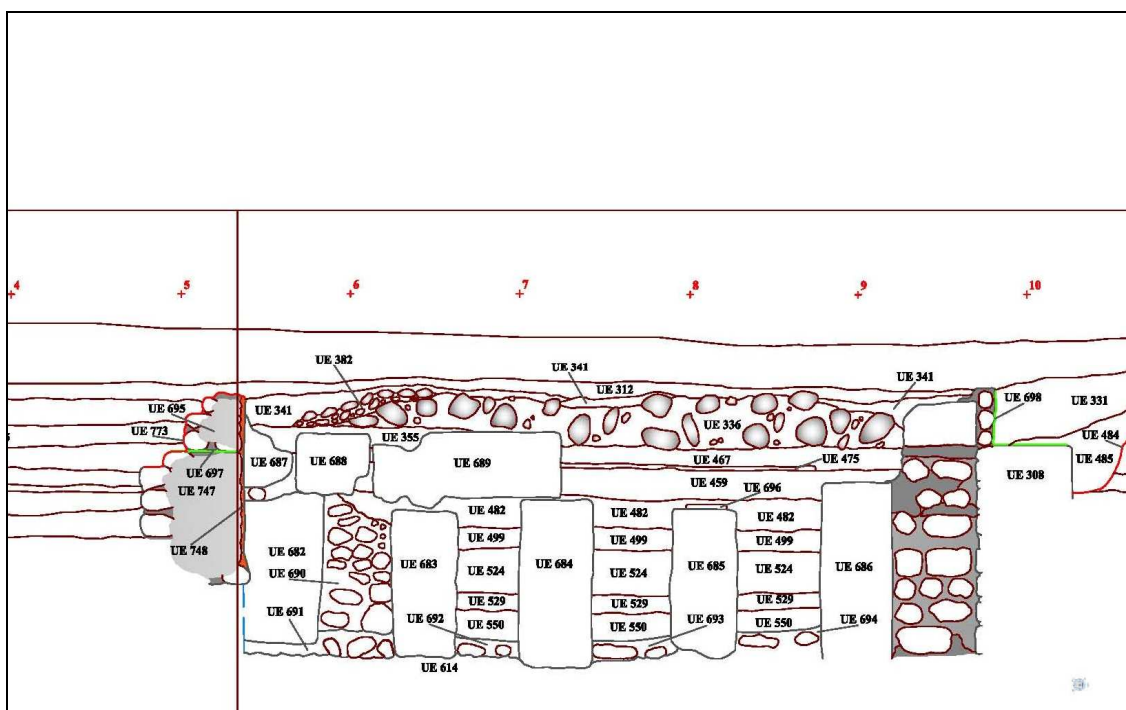 4 5 6 7 8 9 10
UE 382
UE 341
UE 312
UE 341
UE 695
UE 341
UE 698
UE 331
UE 773
UE 355
UE 336
UE 484
UE 697
UE 687
UE 688
UE 689
UE 467
UE 475
UE 485
UE 747
UE 459
UE 696
UE 308
UE 482
UE 482
UE 482
UE 748
UE 682
UE 499
UE 499
UE 499
UE 690
UE 683
UE 524
UE 684
UE 524
UE 685
UE 524
UE 686
UE 529
UE 529
UE 529
UE 691
UE 692
UE 550
UE 550
UE 693
UE 550
UE 694
UE 614